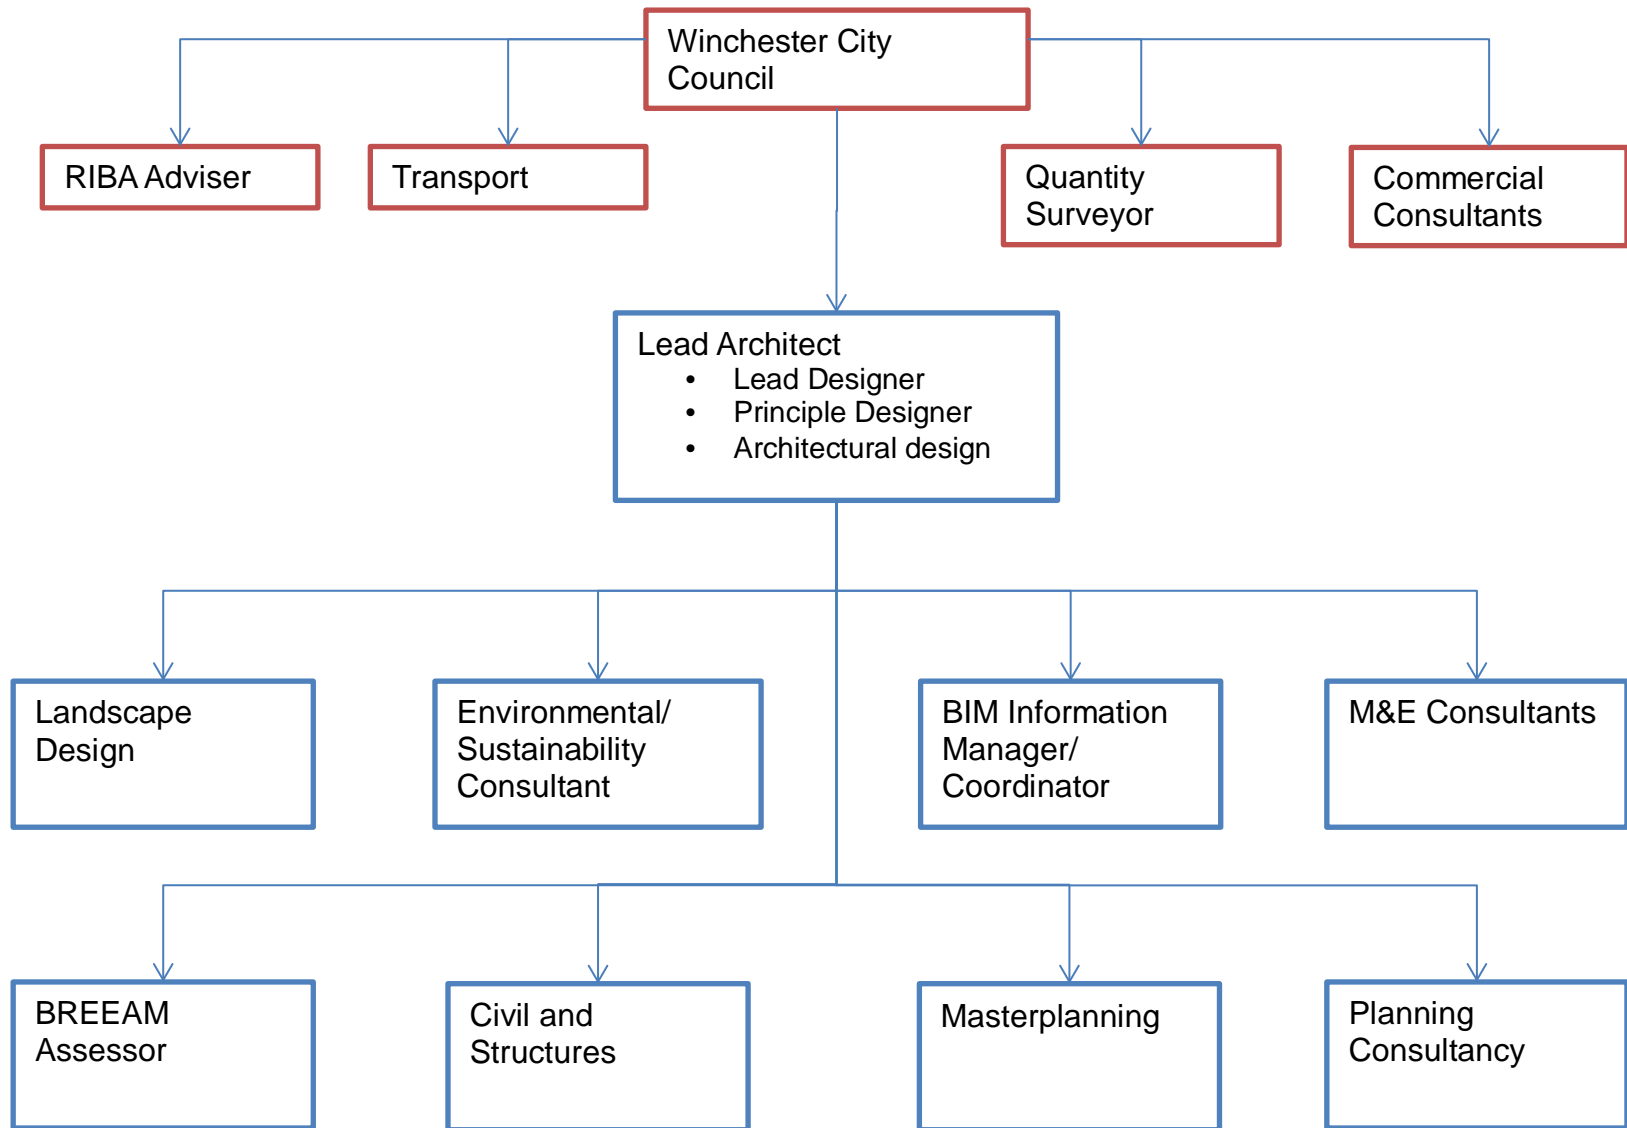 Winchester City
Council
RIBA Adviser
Transport
Quantity
Surveyor
Commercial
Consultants
Lead Architect
• Lead Designer
• Principle Designer
• Architectural design
Landscape
Design
Environmental/
Sustainability
Consultant
BIM Information
Manager/
Coordinator
M&E Consultants
BREEAM
Assessor
Civil and
Structures
Masterplanning
Planning
Consultancy